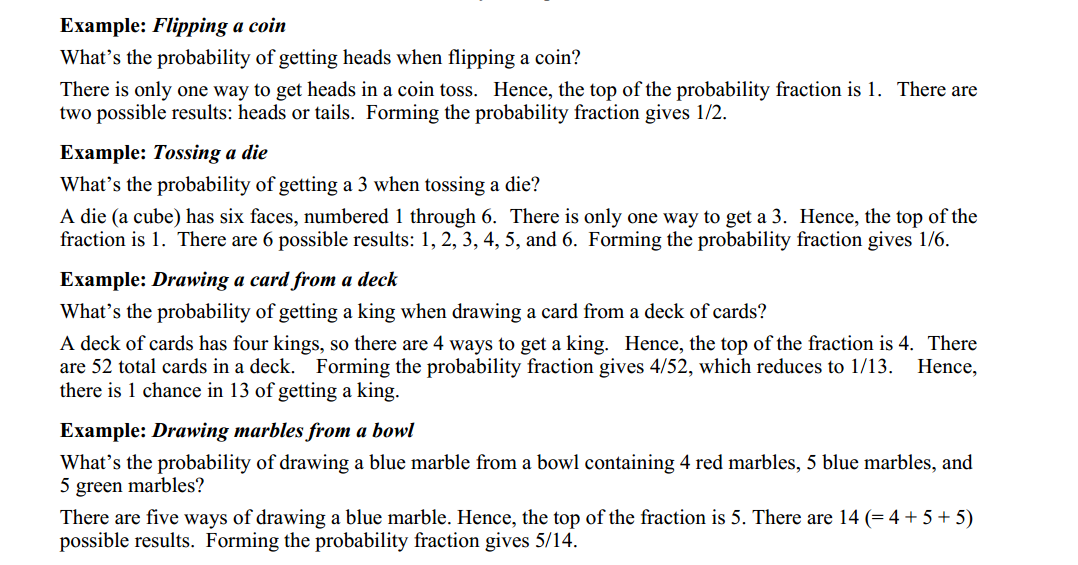 Example: Flipping a coin
What's the probability of getting heads when flipping a coin?
There is only one way to get heads in a coin toss. Hence, the top of the probability fraction is 1. There are
two possible results: heads or tails. Forming the probability fraction gives 1/2.
Example: Tossing a die
What's the probability of getting a 3 when tossing a die?
A die (a cube) has six faces, numbered 1 through 6. There is only one way to get a 3. Hence, the top of the
fraction is 1. There are 6 possible results: 1, 2, 3, 4, 5, and 6. Forming the probability fraction gives 1/6.
Example: Drawing a card from a deck
What's the probability of getting a king when drawing a card from a deck of cards?
A deck of cards has four kings, so there are 4 ways to get a king. Hence, the top of the fraction is 4. There
are 52 total cards in a deck. Forming the probability fraction gives 4/52, which reduces to 1/13. Hence,
there is 1 chance in 13 of getting a king.
Example: Drawing marbles from a bowl
What's the probability of drawing a blue marble from a bowl containing 4 red marbles, 5 blue marbles, and
5 green marbles?
There are five ways of drawing a blue marble. Hence, the top of the fraction is 5. There are 14 (= 4 + 5 + 5)
possible results. Forming the probability fraction gives 5/14.